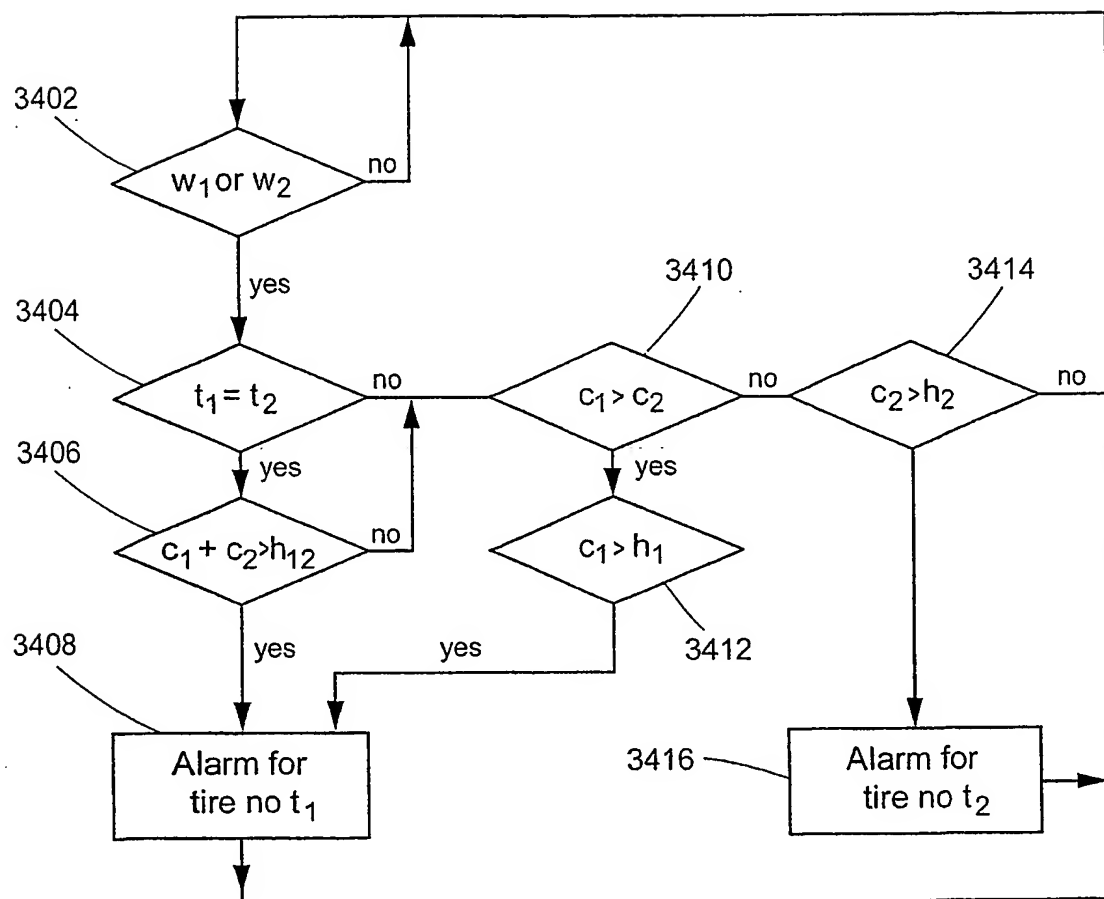 3402
w₁ or w₂
no
yes
3404
t₁ = t₂
no
3410
c₁ > c₂
no
3414
c₂ > h₂
no
yes
yes
3406
c₁ + c₂ > h₁₂
no
c₁ > h₁
3412
yes
yes
3408
Alarm for
tire no t₁
3416
Alarm for
tire no t₂